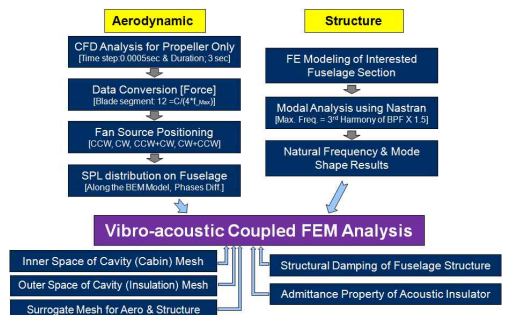 Aerodynamic
Structure
CFD Analysis for Propeller Only
[Time step:0.0005sec & Duration; 3 sec]
Data Conversion [Force]
[Blade segment: 12 =C/(4*f_Max)]
Fan Source Positioning
[CCW, CW, CCW+CW, CW+CCW]
SPL distribution on Fuselage
[Along the BEM Model, Phases Diff.]
FE Modeling of Interested
Fuselage Section
Modal Analysis using Nastran
[Max. Freq. = 3rd Harmony of BPF X 1.5]
Natural Frequency & Mode
Shape Results
Vibro-acoustic Coupled FEM Analysis
Inner Space of Cavity (Cabin) Mesh
Outer Space of Cavity (Insulation) Mesh
Surrogate Mesh for Aero & Structure
Structural Damping of Fuselage Structure
Admittance Property of Acoustic Insulator